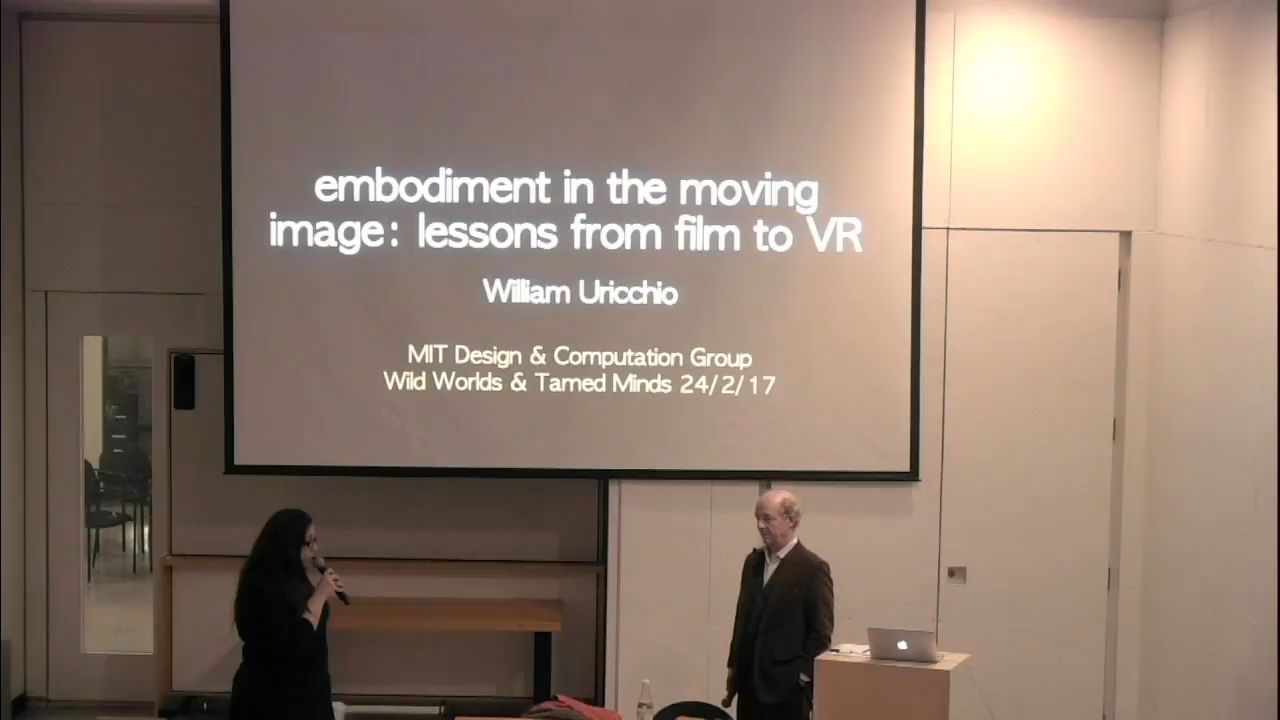 embodiment in the moving
image: lessons from film to VR
William Uricchio
MIT Design & Computation Group
Wild Worlds & Tamed Minds 24/2/17